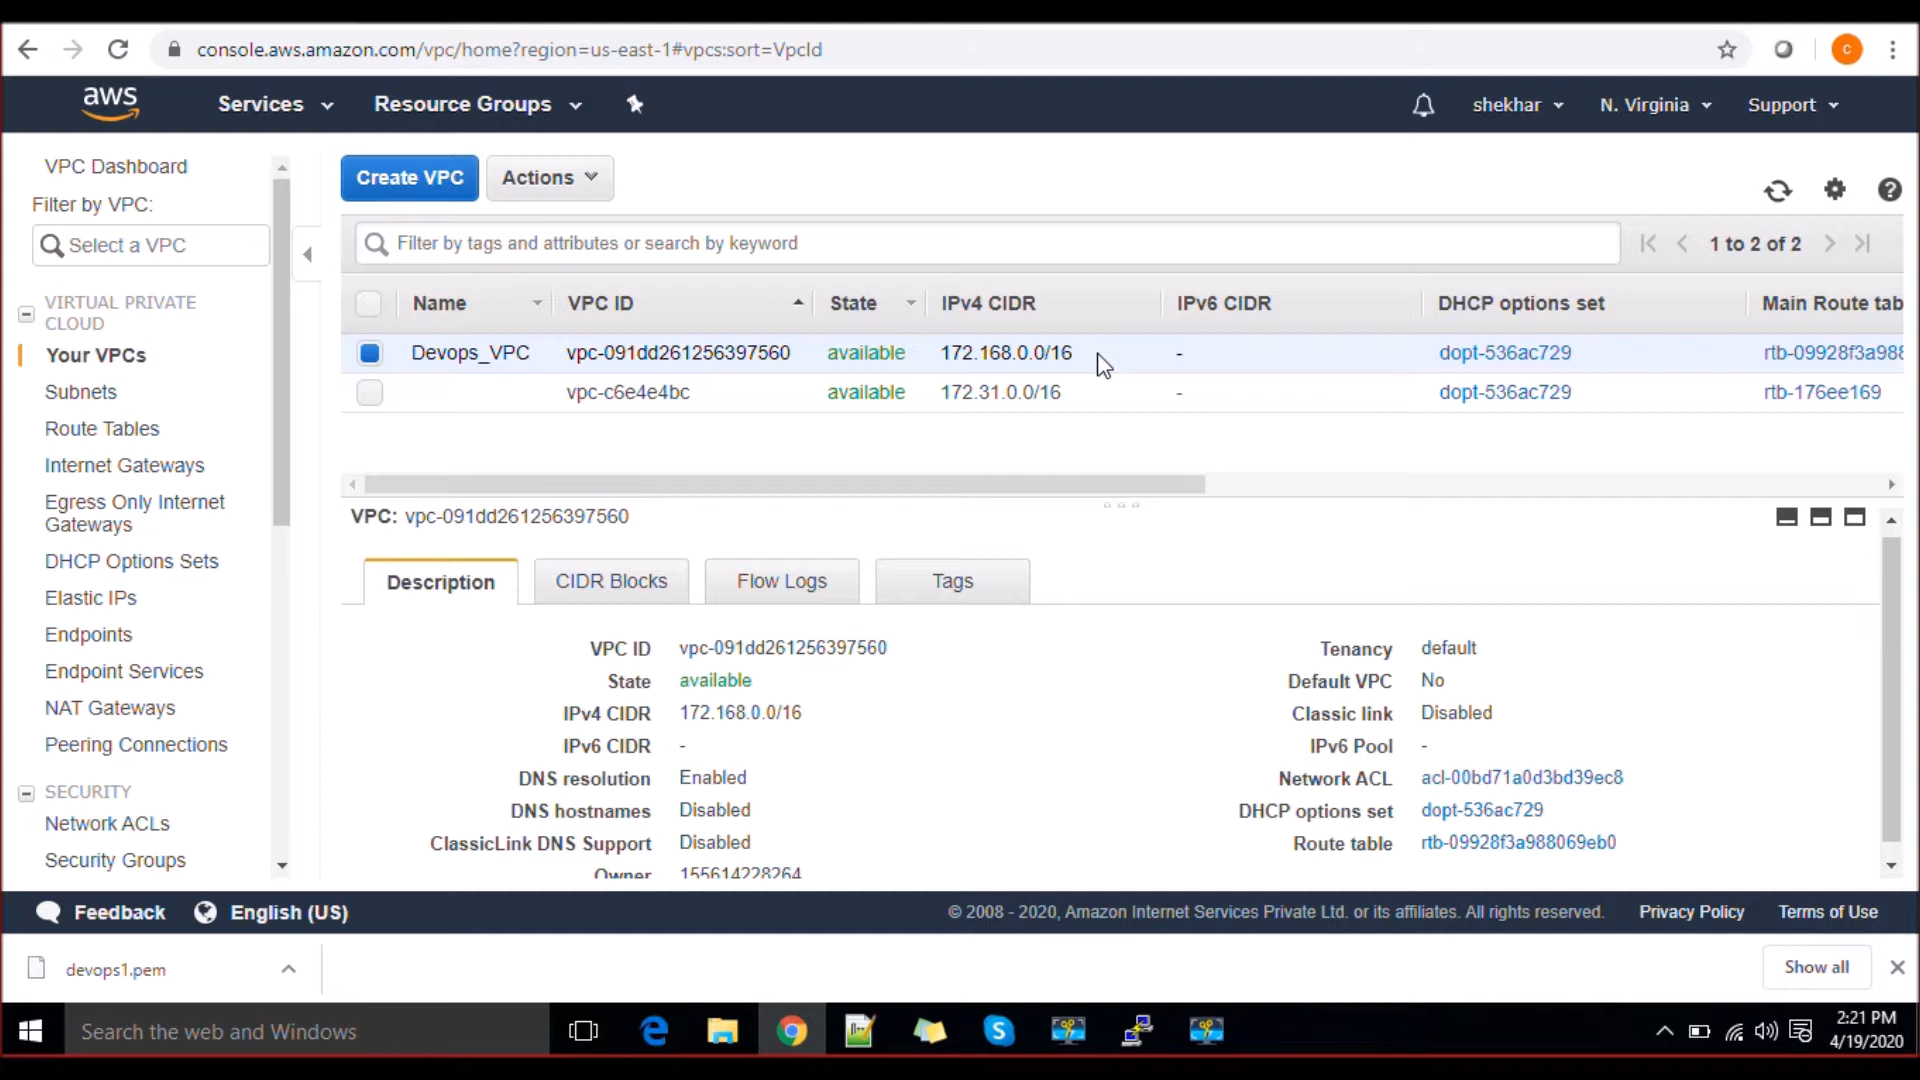 console.aws.amazon.com/vpc/home?region=us-east-1#vpcs:sort=VpcId
C
aws
Services
Resource Groups
shekhar
N. Virginia
Support
VPC Dashboard
Filter by VPC:
Select a VPC
VIRTUAL PRIVATE
CLOUD
Your VPCs
Subnets
Route Tables
Internet Gateways
Egress Only Internet
Gateways
DHCP Options Sets
Elastic IPs
Endpoints
Endpoint Services
NAT Gateways
Peering Connections
SECURITY
Network ACLs
Security Groups
Create VPC
Actions
Filter by tags and attributes or search by keyword
1 to 2 of 2
Name VPC ID State IPv4 CIDR IPv6 CIDR DHCP options set Main Route tab
Devops_VPC vpc-091dd261256397560 available 172.168.0.0/16 - dopt-536ac729 rtb-09928f3a988
vpc-c6e4e4bc available 172.31.0.0/16 - dopt-536ac729 rtb-176ee169
VPC: vpc-091dd261256397560
Description CIDR Blocks Flow Logs Tags
VPC ID vpc-091dd261256397560
State available
IPv4 CIDR 172.168.0.0/16
IPv6 CIDR -
DNS resolution Enabled
DNS hostnames Disabled
ClassicLink DNS Support Disabled
Owner 155614228264
Tenancy default
Default VPC No
Classic link Disabled
IPv6 Pool -
Network ACL acl-00bd71a0d3bd39ec8
DHCP options set dopt-536ac729
Route table rtb-09928f3a988069eb0
Feedback English (US)
© 2008 - 2020, Amazon Internet Services Private Ltd. or its affiliates. All rights reserved. Privacy Policy Terms of Use
devops1.pem
Show all
Search the web and Windows
2:21 PM
4/19/2020